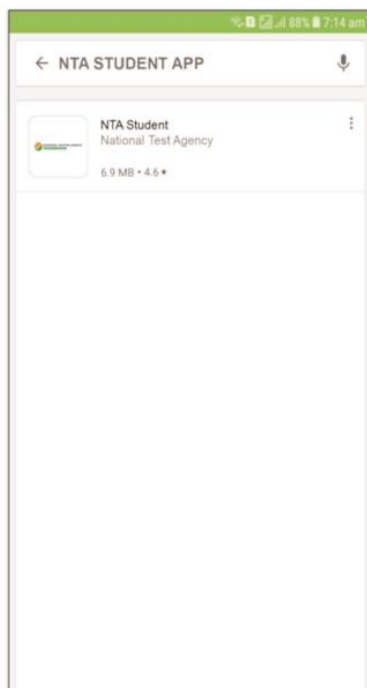 88% 7:14 am
NTA STUDENT APP
NTA Student
National Test Agency
6.9 MB • 4.6 ★